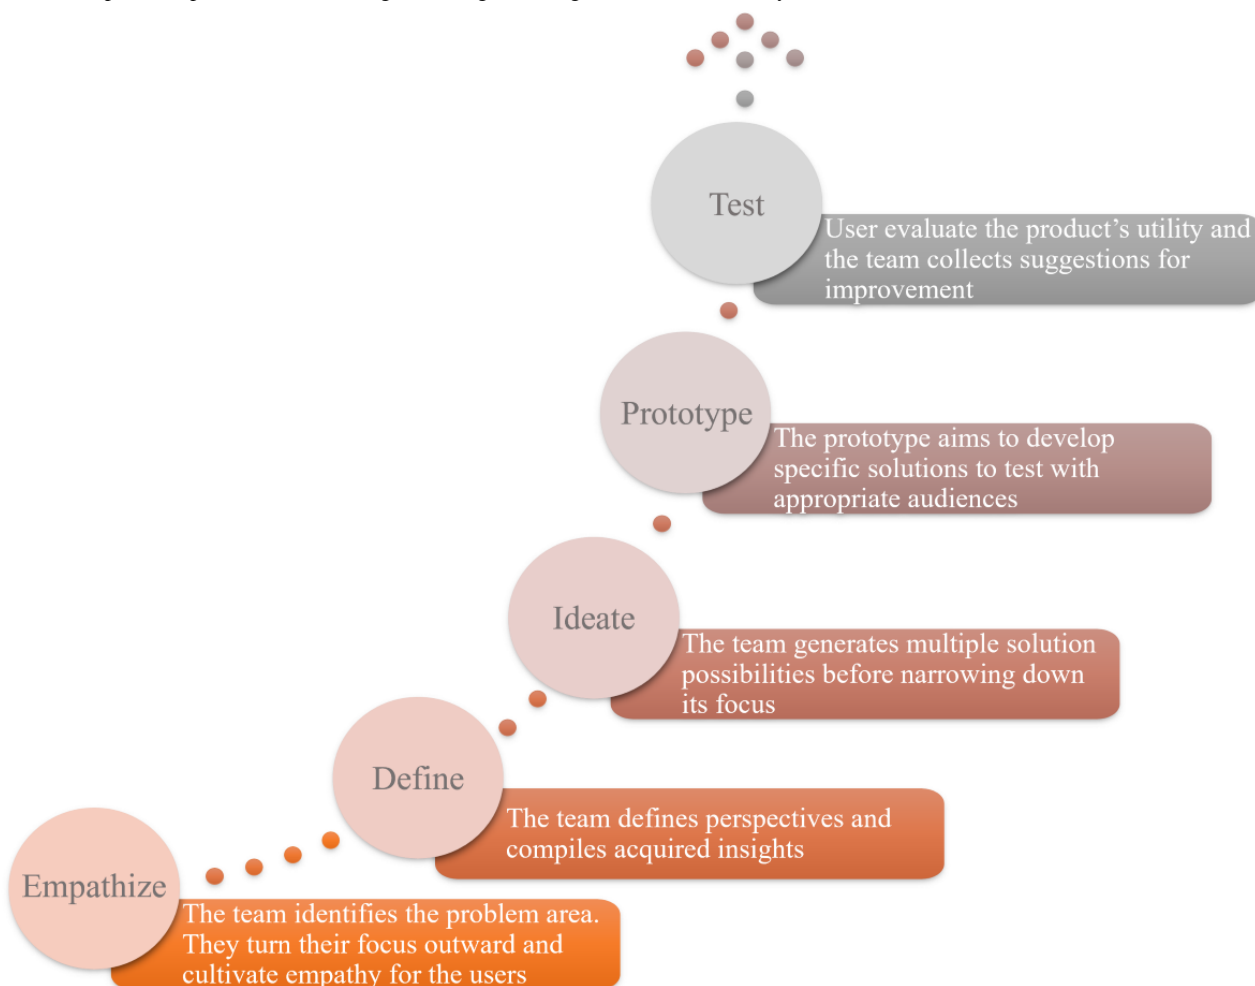 Test
User evaluate the product’s utility and
the team collects suggestions for
improvement
Prototype
The prototype aims to develop
specific solutions to test with
appropriate audiences
Ideate
The team generates multiple solution
possibilities before narrowing down
its focus
Define
The team defines perspectives and
compiles acquired insights
Empathize
The team identifies the problem area.
They turn their focus outward and
cultivate empathy for the users